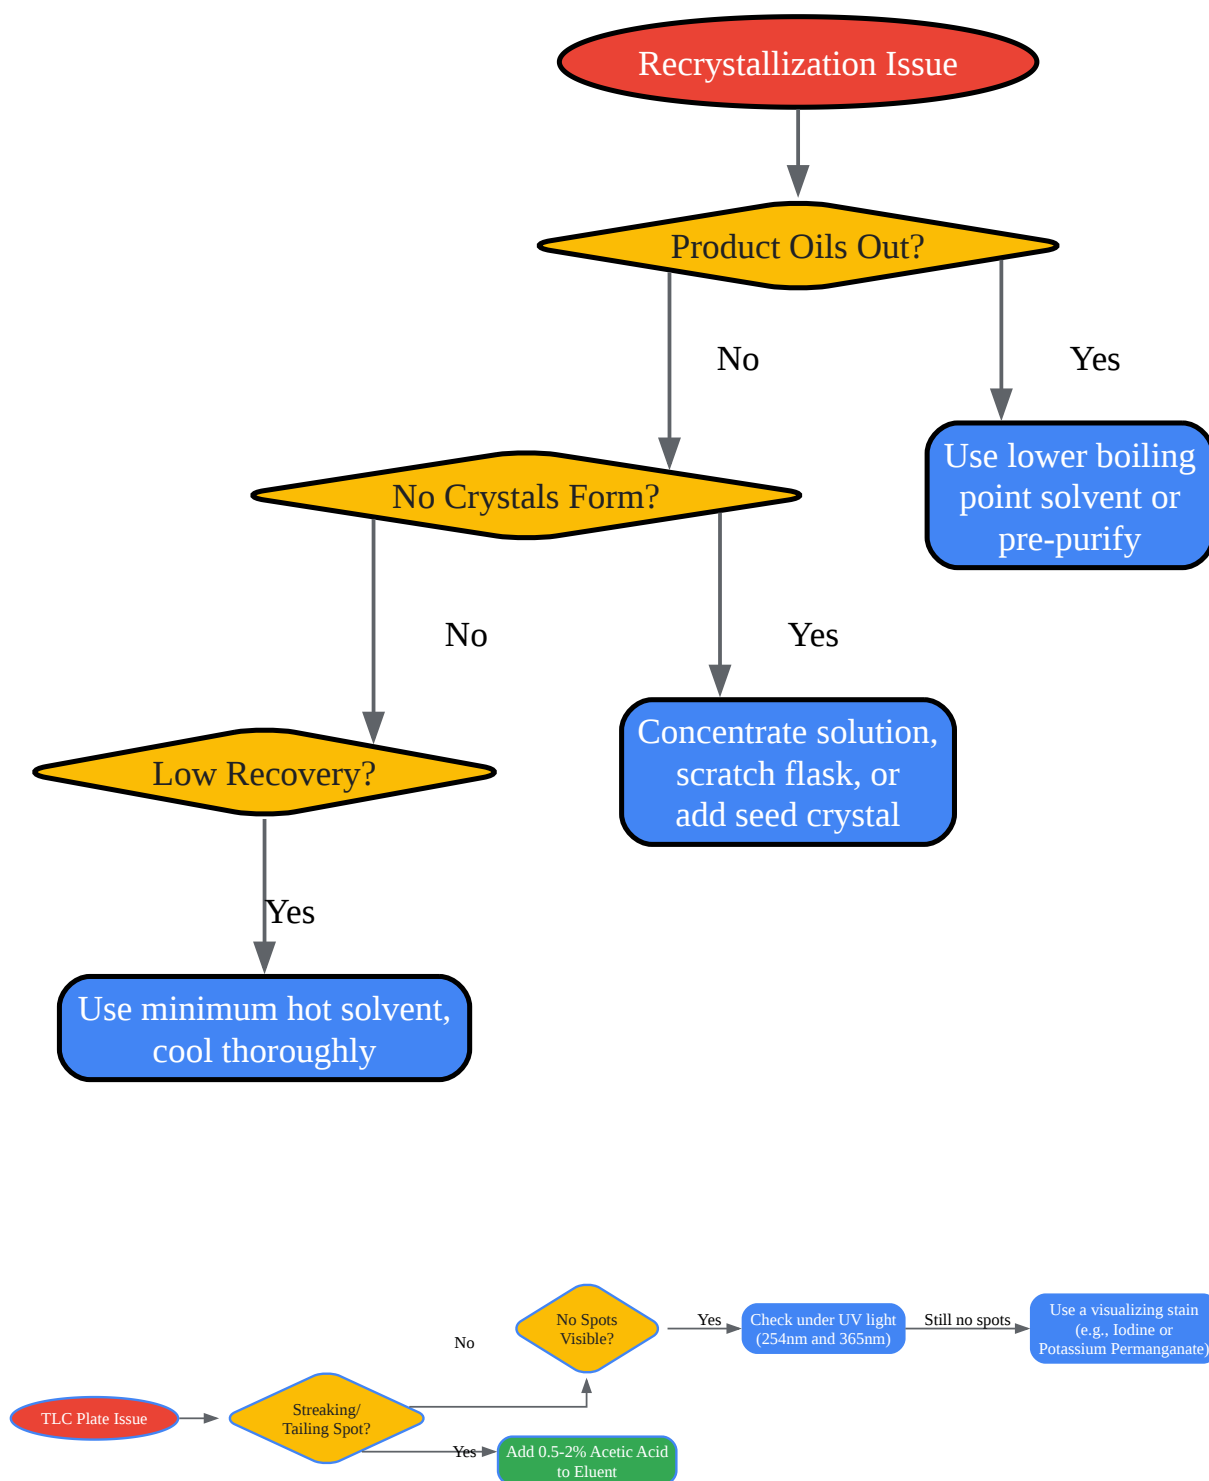 Recrystallization Issue
Product Oils Out?
No
Yes
Use lower boiling
point solvent or
pre-purify
No Crystals Form?
No
Yes
Concentrate solution,
scratch flask, or
add seed crystal
Low Recovery?
Yes
Use minimum hot solvent,
cool thoroughly
TLC Plate Issue
Streaking/
Tailing Spot?
No
No Spots
Visible?
Yes
Check under UV light
(254nm and 365nm)
Still no spots
Use a visualizing stain
(e.g., Iodine or
Potassium Permanganate)
Yes
Add 0.5-2% Acetic Acid
to Eluent